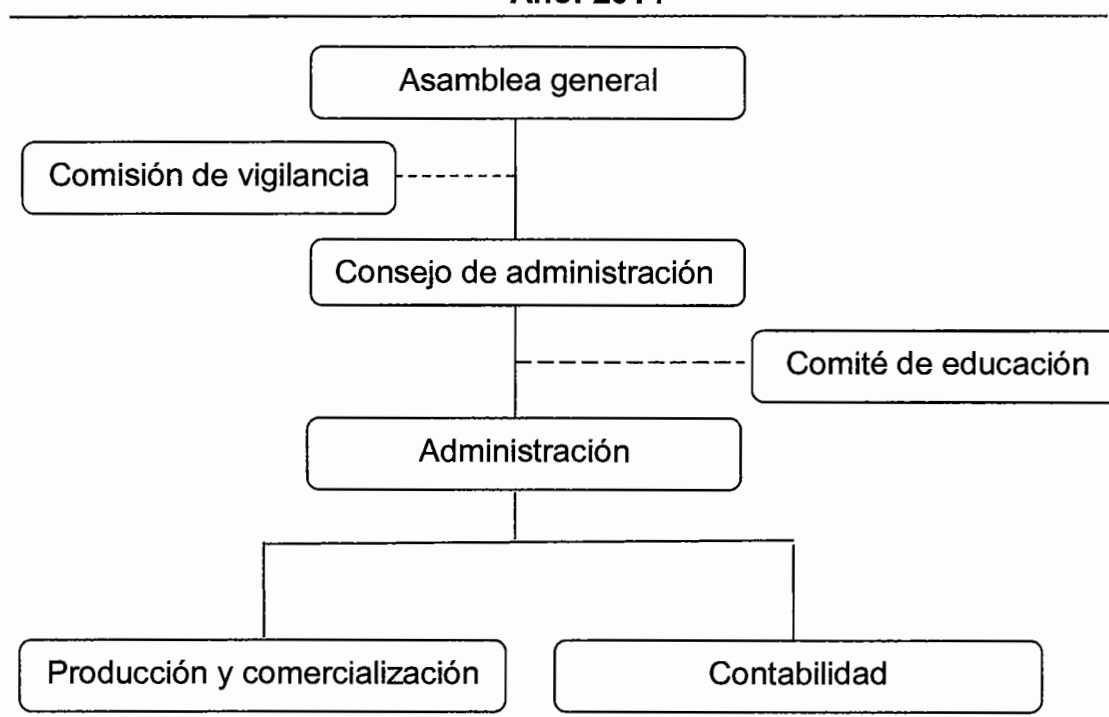 Asamblea general
Comisión de vigilancia
Consejo de administración
Comité de educación
Administración
Producción y comercialización
Contabilidad